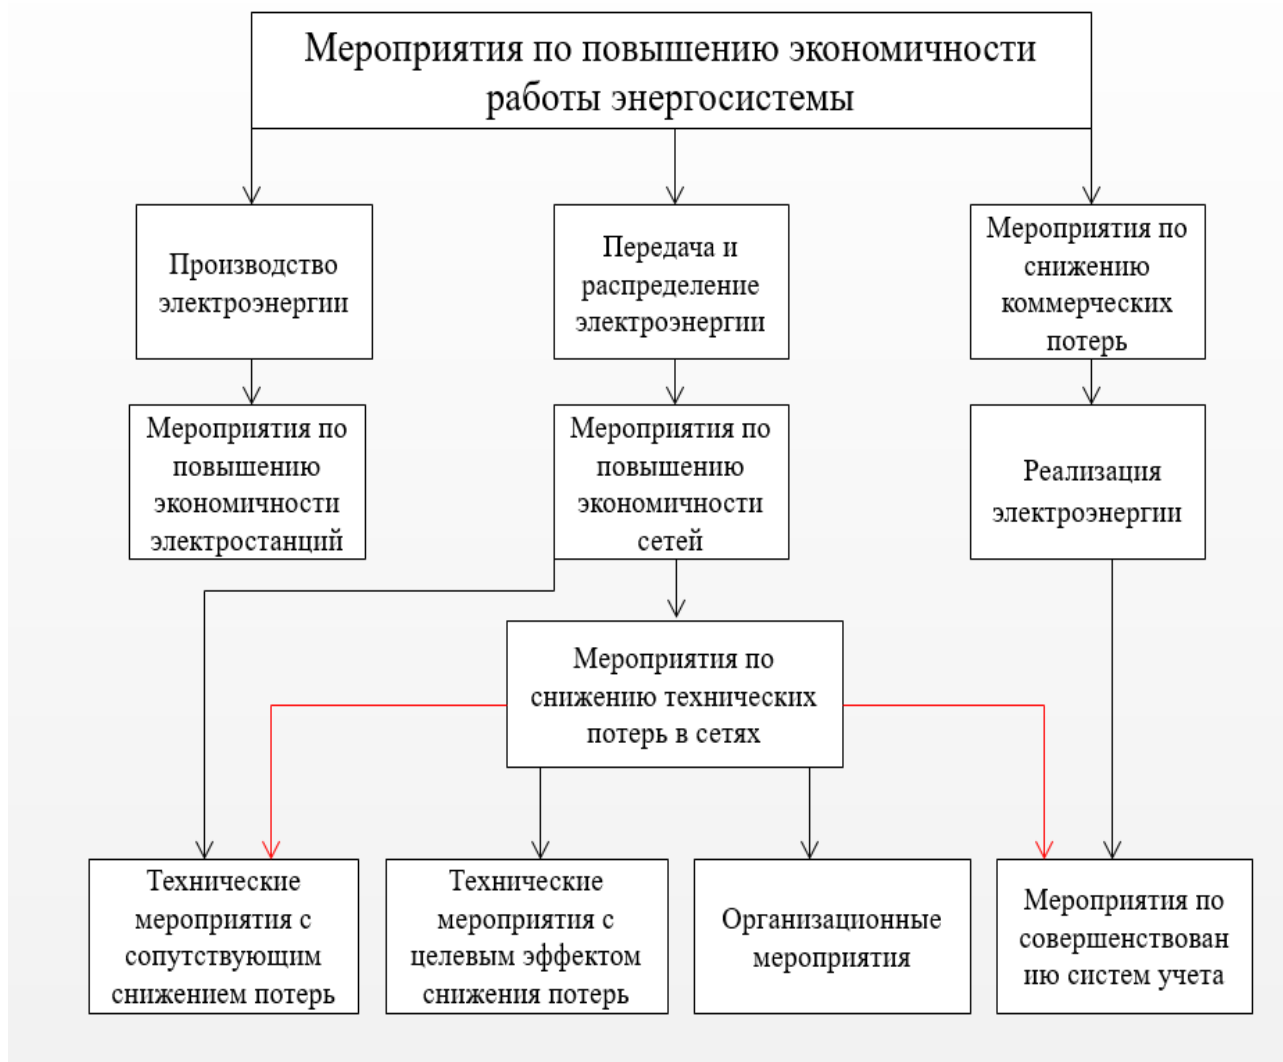 Мероприятия по повышению экономичности
работы энергосистемы
Производство
электроэнергии
Передача и
распределение
электроэнергии
Мероприятия по
снижению
коммерческих
потерь
Мероприятия по
повышению
экономичности
электростанций
Мероприятия по
повышению
экономичности
сетей
Реализация
электроэнергии
Мероприятия по
снижению технических
потерь в сетях
Технические
мероприятия с
сопутствующим
снижением потерь
Технические
мероприятия с
целевым эффектом
снижения потерь
Организационные
мероприятия
Мероприятия по
совершенствован
ию систем учета